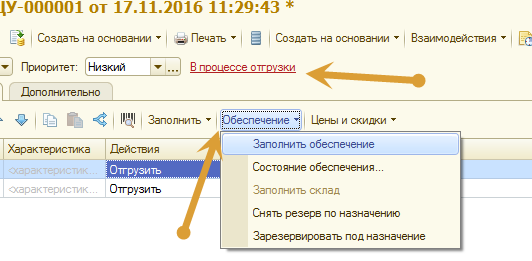 ЦУ-000001 от 17.11.2016 11:29:43 *
Создать на основании Печать Создать на основании Взаимодействия
Приоритет: Низкий ... В процессе отгрузки
Дополнительно
Заполнить Обеспечение Цены и скидки
Характеристика Действия
<характеристик... Отгрузить
<характеристик... Отгрузить
Заполнить обеспечение
Состояние обеспечения...
Заполнить склад
Снять резерв по назначению
Зарезервировать под назначение